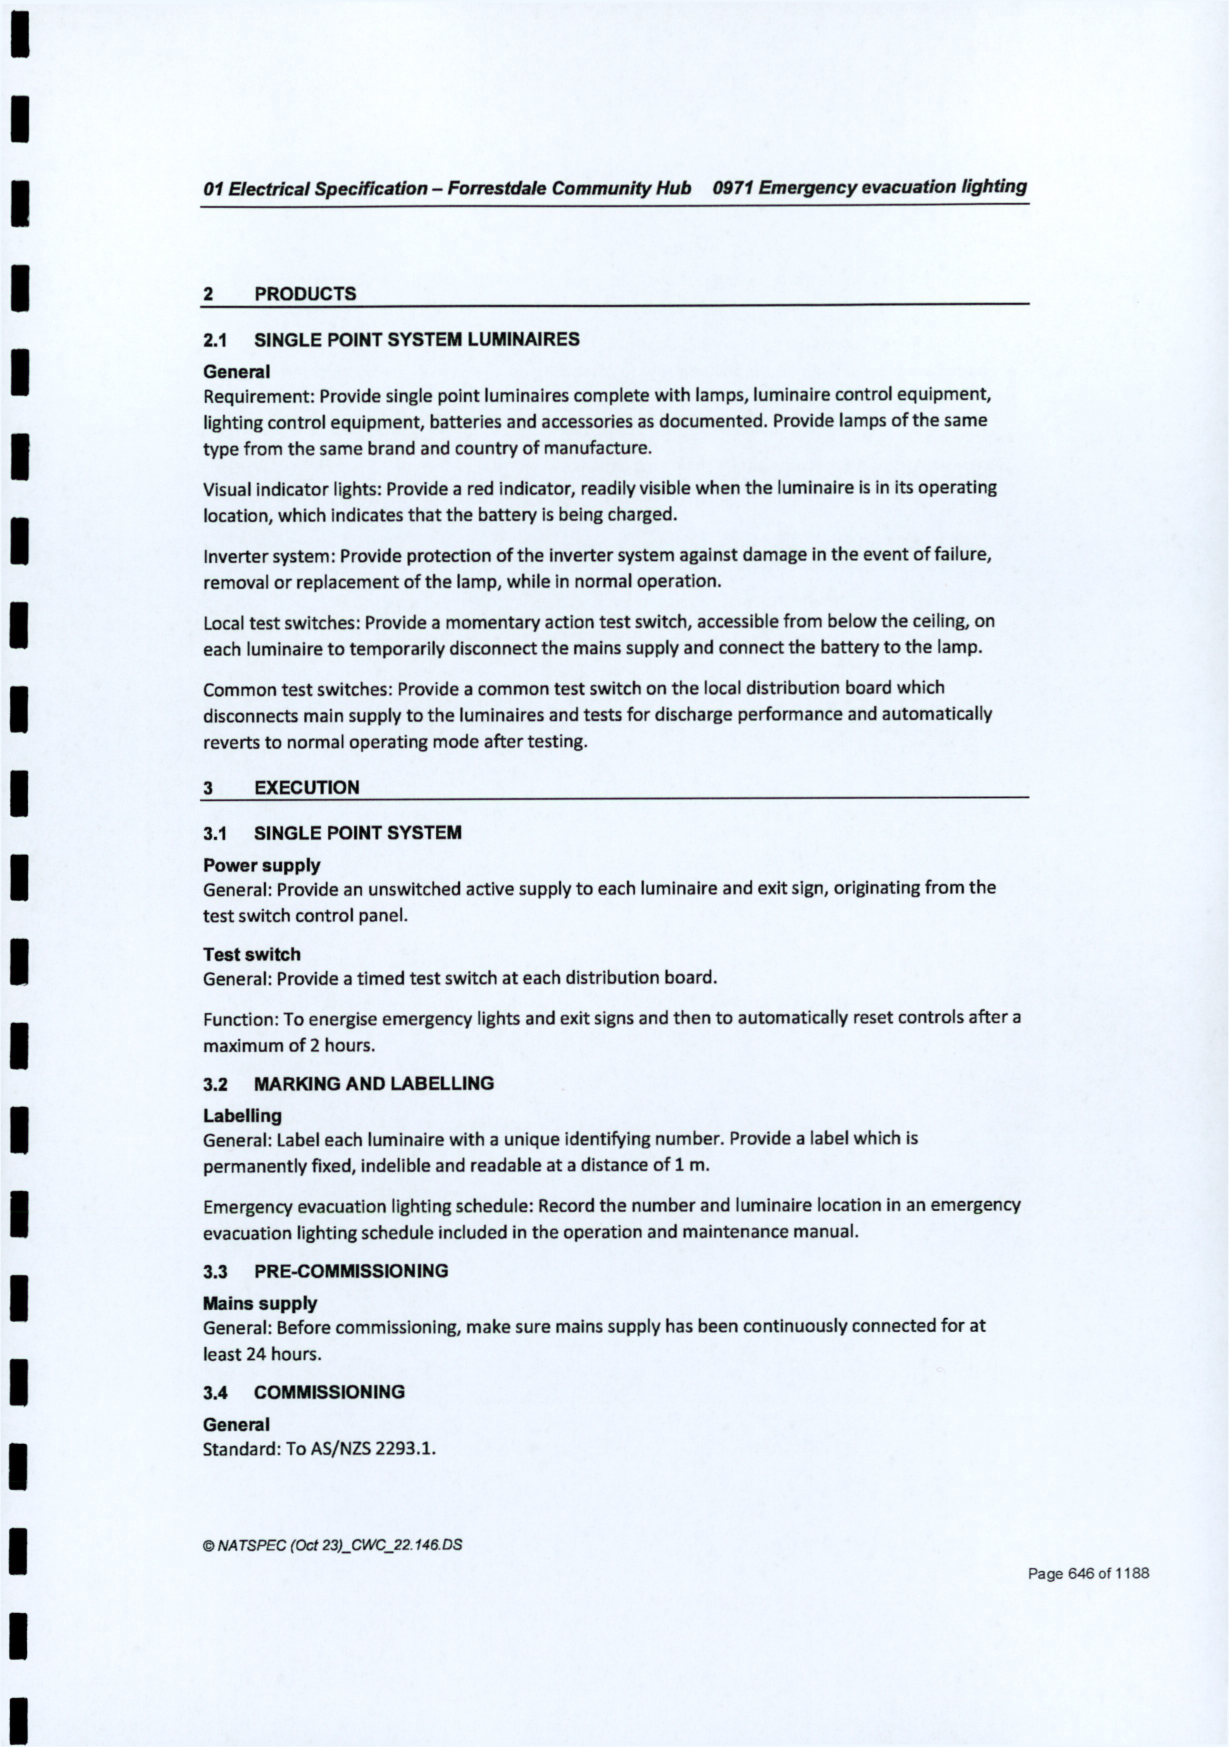 01 Electrical Specification – Forrestdale Community Hub 0971 Emergency evacuation lighting
2 PRODUCTS
2.1 SINGLE POINT SYSTEM LUMINAIRES
General
Requirement: Provide single point luminaires complete with lamps, luminaire control equipment,
lighting control equipment, batteries and accessories as documented. Provide lamps of the same
type from the same brand and country of manufacture.
Visual indicator lights: Provide a red indicator, readily visible when the luminaire is in its operating
location, which indicates that the battery is being charged.
Inverter system: Provide protection of the inverter system against damage in the event of failure,
removal or replacement of the lamp, while in normal operation.
Local test switches: Provide a momentary action test switch, accessible from below the ceiling, on
each luminaire to temporarily disconnect the mains supply and connect the battery to the lamp.
Common test switches: Provide a common test switch on the local distribution board which
disconnects main supply to the luminaires and tests for discharge performance and automatically
reverts to normal operating mode after testing.
3 EXECUTION
3.1 SINGLE POINT SYSTEM
Power supply
General: Provide an unswitched active supply to each luminaire and exit sign, originating from the
test switch control panel.
Test switch
General: Provide a timed test switch at each distribution board.
Function: To energise emergency lights and exit signs and then to automatically reset controls after a
maximum of 2 hours.
3.2 MARKING AND LABELLING
Labelling
General: Label each luminaire with a unique identifying number. Provide a label which is
permanently fixed, indelible and readable at a distance of 1 m.
Emergency evacuation lighting schedule: Record the number and luminaire location in an emergency
evacuation lighting schedule included in the operation and maintenance manual.
3.3 PRE-COMMISSIONING
Mains supply
General: Before commissioning, make sure mains supply has been continuously connected for at
least 24 hours.
3.4 COMMISSIONING
General
Standard: To AS/NZS 2293.1.
© NATSPEC (Oct 23)_CWC_22.146.DS
Page 646 of 1188